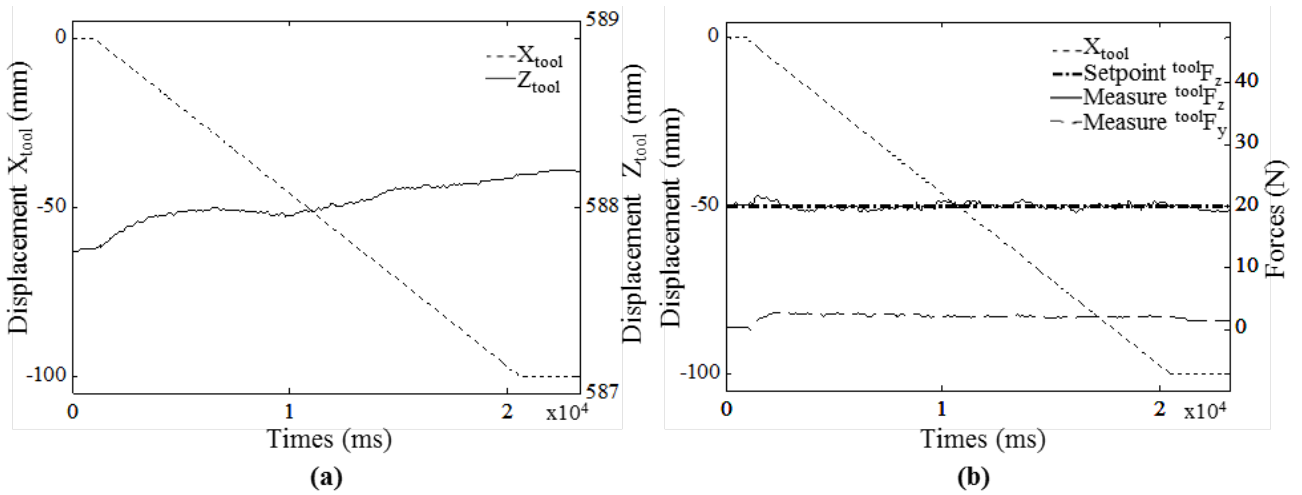 0
-50
-100
Displacement X_tool (mm)
X_tool
Z_tool
589
588
587
Displacement Z_tool (mm)
0 1 2 x10^4
Times (ms)
(a)
0
-50
-100
Displacement (mm)
X_tool
Setpoint ^tool F_z
Measure ^tool F_z
Measure ^tool F_y
40
30
20
10
0
Forces (N)
0 1 2 x10^4
Times (ms)
(b)